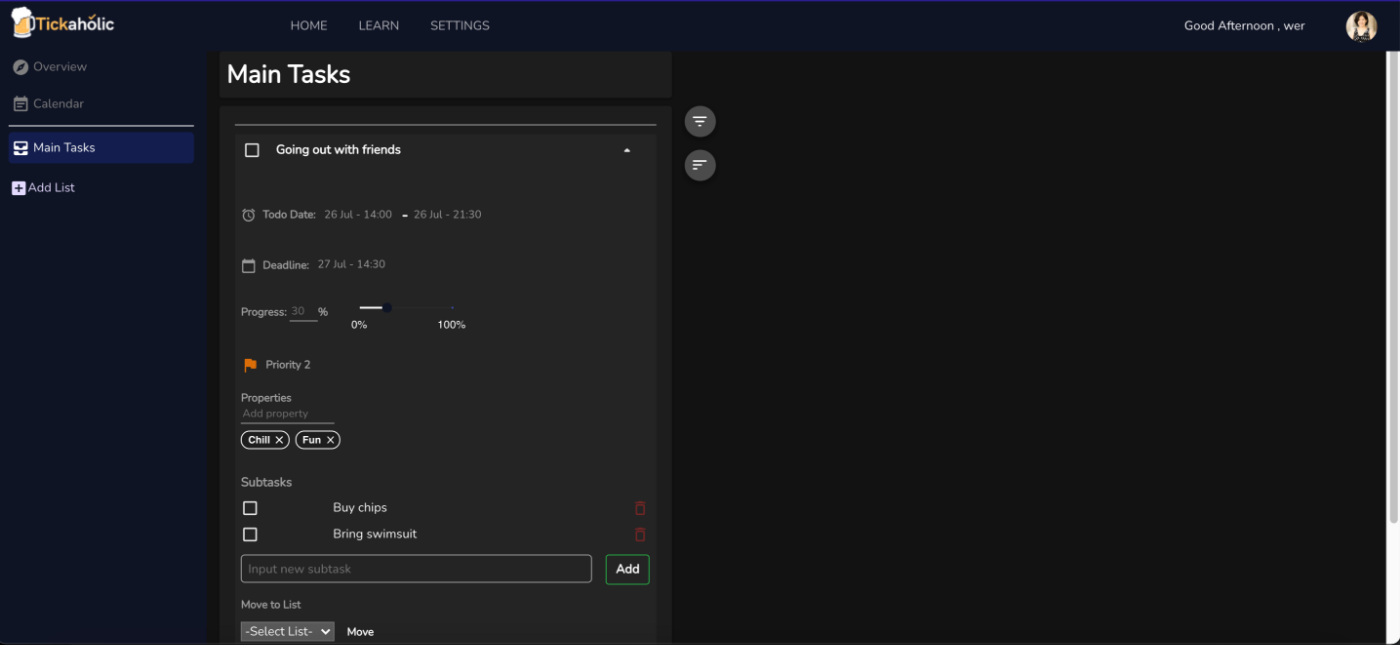 Tickaholic
HOME LEARN SETTINGS
Good Afternoon , wer
Overview
Calendar
Main Tasks
Add List
Main Tasks
Going out with friends
Todo Date: 26 Jul - 14:00 - 26 Jul - 21:30
Deadline: 27 Jul - 14:30
Progress: 30 %
0% 100%
Priority 2
Properties
Add property
Chill Fun
Subtasks
Buy chips
Bring swimsuit
Input new subtask Add
Move to List
-Select List- Move